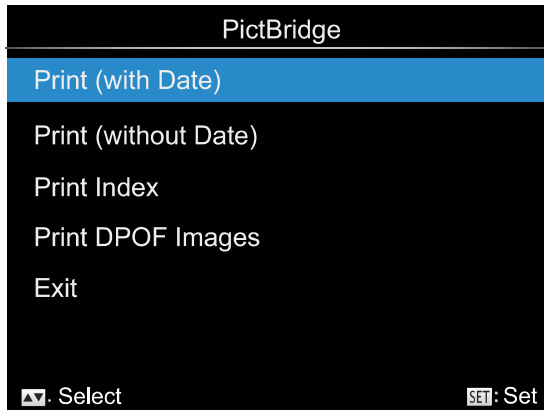 PictBridge
Print (with Date)
Print (without Date)
Print Index
Print DPOF Images
Exit
▲▼: Select
SET: Set